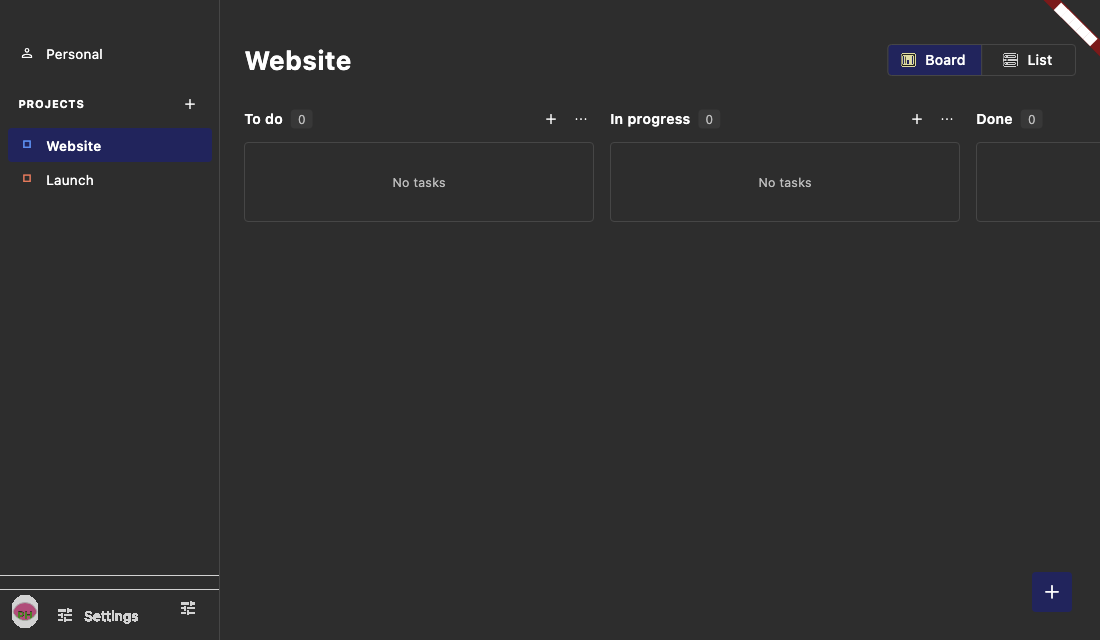 Personal
PROJECTS
Website
Launch
Settings
Website
Board
List
To do 0
No tasks
In progress 0
No tasks
Done 0